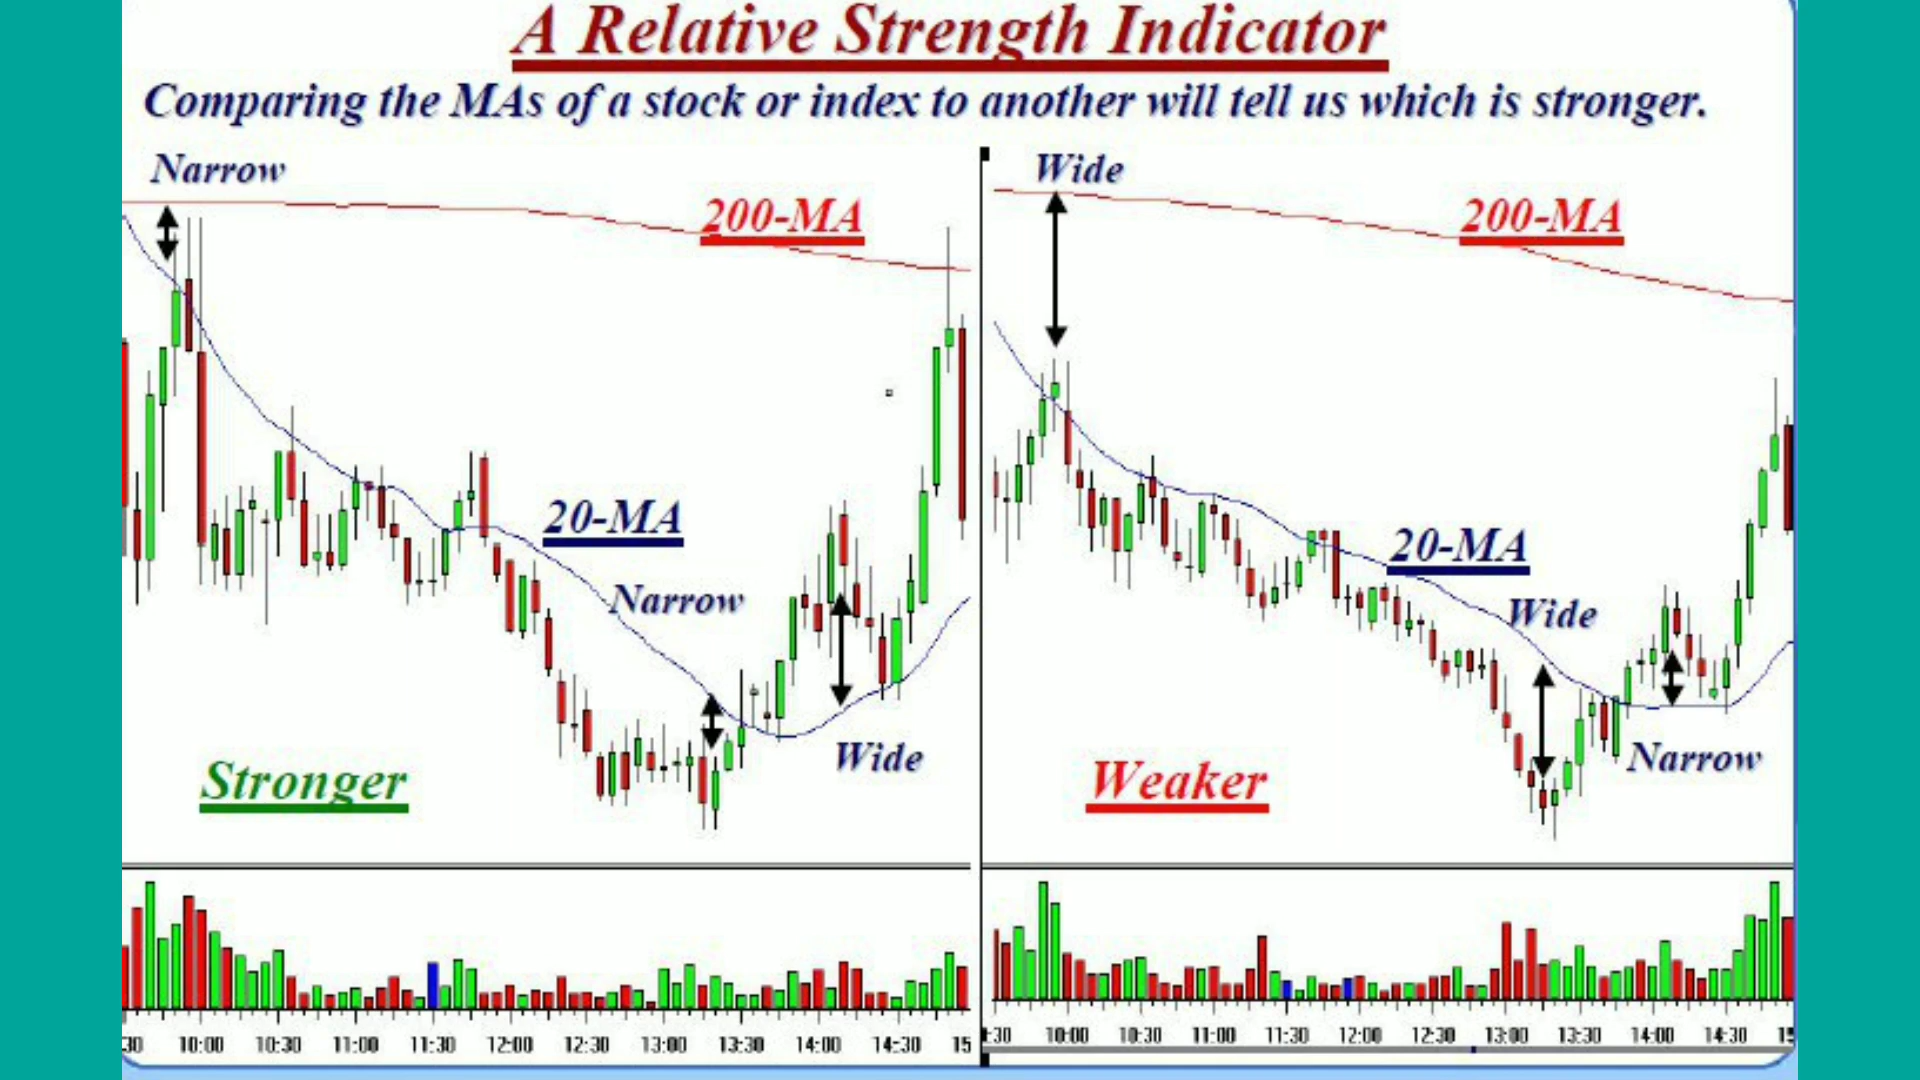 A Relative Strength Indicator
Comparing the MAs of a stock or index to another will tell us which is stronger.
Narrow
200-MA
20-MA
Narrow
Wide
Stronger
:30 10:00 10:30 11:00 11:30 12:00 12:30 13:00 13:30 14:00 14:30 15
Wide
200-MA
20-MA
Wide
Narrow
Weaker
:30 10:00 10:30 11:00 11:30 12:00 12:30 13:00 13:30 14:00 14:30 15